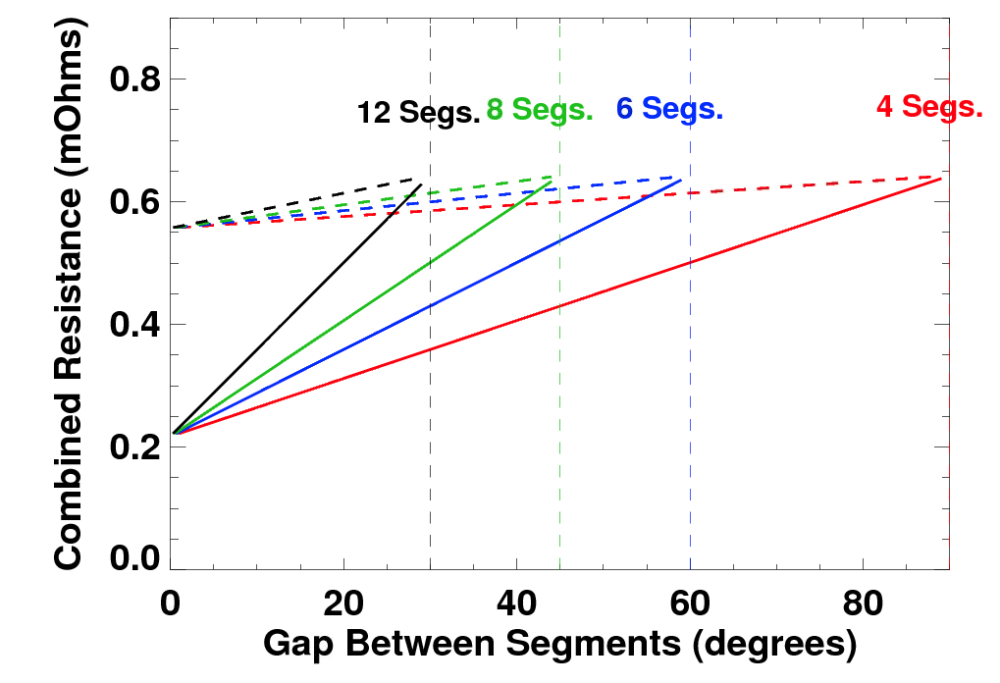 0.8
0.6
0.4
0.2
0.0
Combined Resistance (mOhms)
12 Segs.
8 Segs.
6 Segs.
4 Segs.
0
20
40
60
80
Gap Between Segments (degrees)